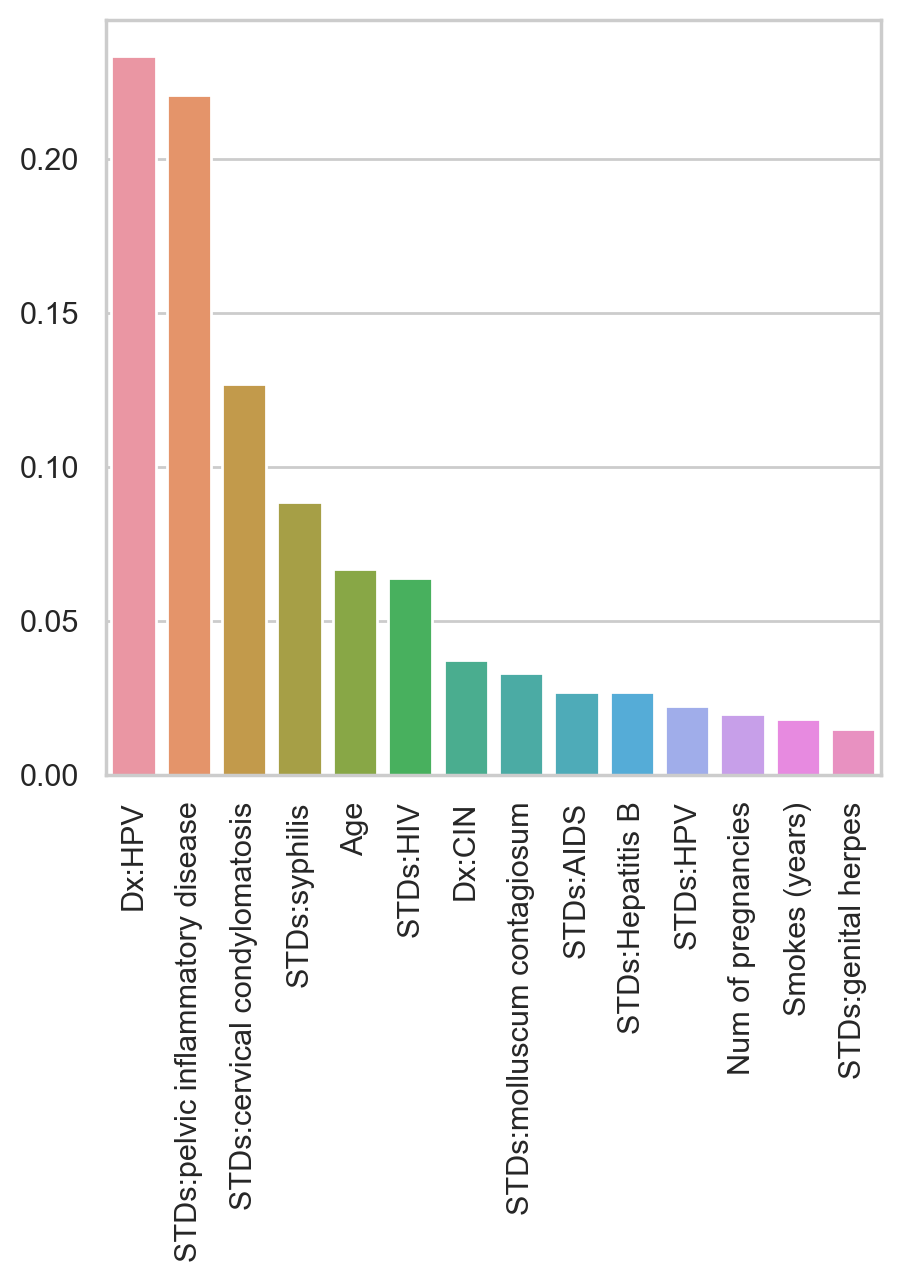 0.20
0.15
0.10
0.05
0.00
Dx:HPV
STDs:pelvic inflammatory disease
STDs:cervical condylomatosis
STDs:syphilis
Age
STDs:HIV
Dx:CIN
STDs:molluscum contagiosum
STDs:AIDS
STDs:Hepatitis B
STDs:HPV
Num of pregnancies
Smokes (years)
STDs:genital herpes